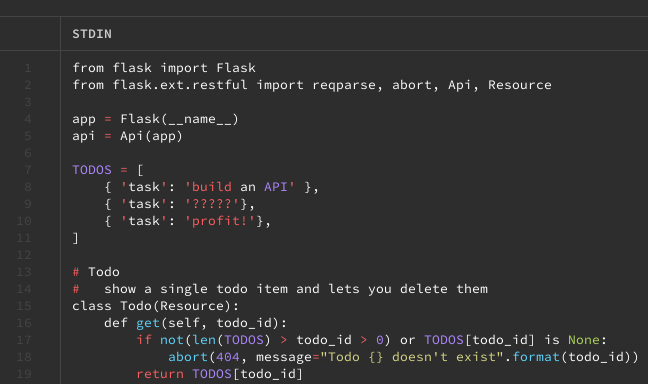 STDIN
1 from flask import Flask
2 from flask.ext.restful import reqparse, abort, Api, Resource
3
4 app = Flask(__name__)
5 api = Api(app)
6
7 TODOS = [
8     { 'task': 'build an API' },
9     { 'task': '?????'},
10     { 'task': 'profit!'},
11 ]
12
13 # Todo
14 #   show a single todo item and lets you delete them
15 class Todo(Resource):
16     def get(self, todo_id):
17         if not(len(TODOS) > todo_id > 0) or TODOS[todo_id] is None:
18             abort(404, message="Todo {} doesn't exist".format(todo_id))
19         return TODOS[todo_id]